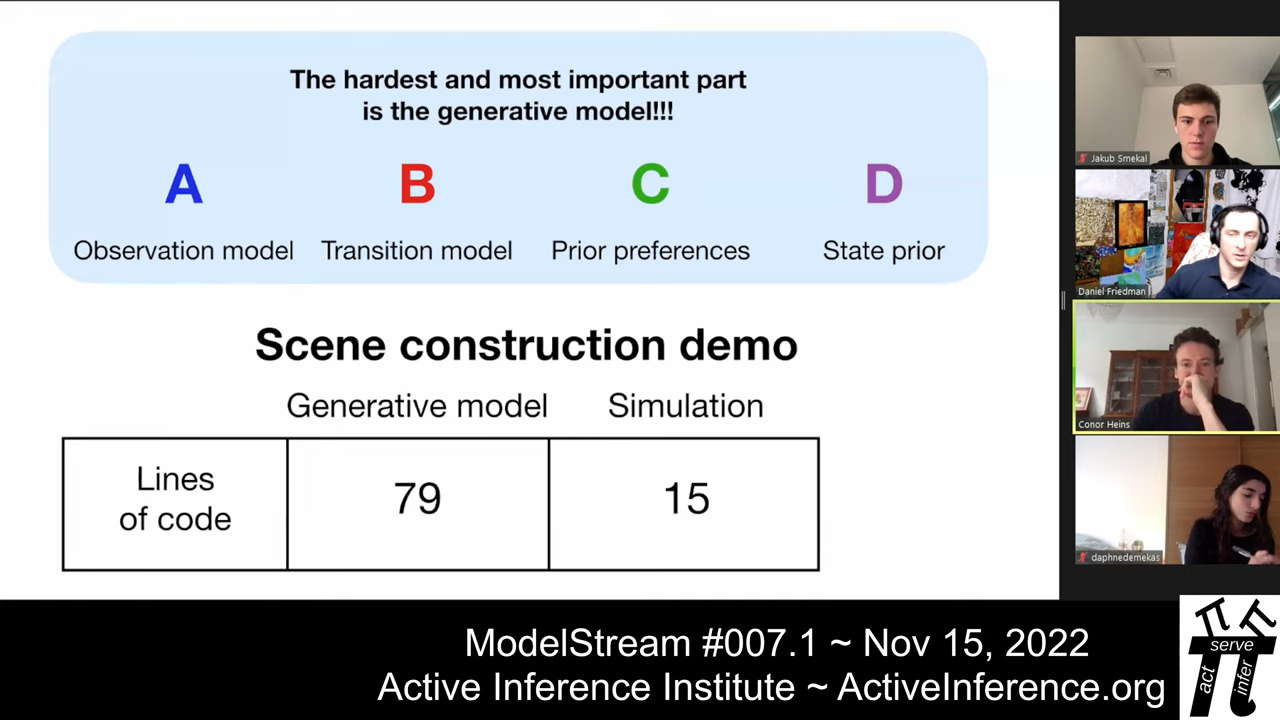 The hardest and most important part
is the generative model!!!
A B C D
Observation model Transition model Prior preferences State prior
Scene construction demo
Generative model Simulation
Lines
of code
79 15
Jakub Smekal
Daniel Friedman
Conor Heins
daphnedemekas
ModelStream #007.1 ~ Nov 15, 2022
Active Inference Institute ~ ActiveInference.org
π π
serve
act infer